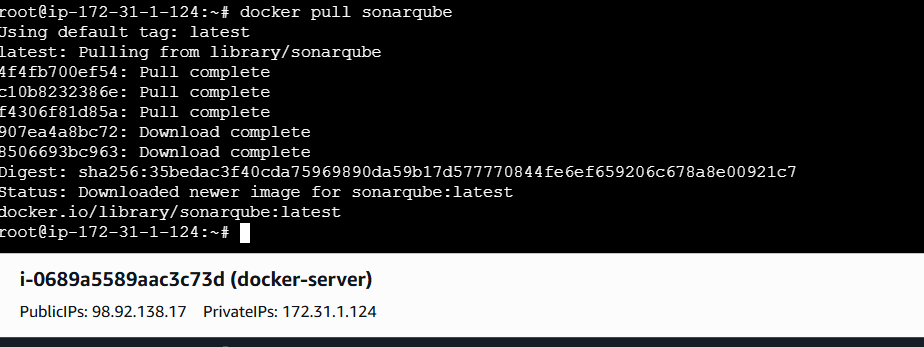 root@ip-172-31-1-124:~# docker pull sonarqube
Using default tag: latest
latest: Pulling from library/sonarqube
4f4fb700ef54: Pull complete
c10b8232386e: Pull complete
f4306f81d85a: Pull complete
907ea4a8bc72: Download complete
8506693bc963: Download complete
Digest: sha256:35bedac3f40cda75969890da59b17d577770844fe6ef659206c678a8e00921c7
Status: Downloaded newer image for sonarqube:latest
docker.io/library/sonarqube:latest
root@ip-172-31-1-124:~#
i-0689a5589aac3c73d (docker-server)
PublicIPs: 98.92.138.17 PrivateIPs: 172.31.1.124